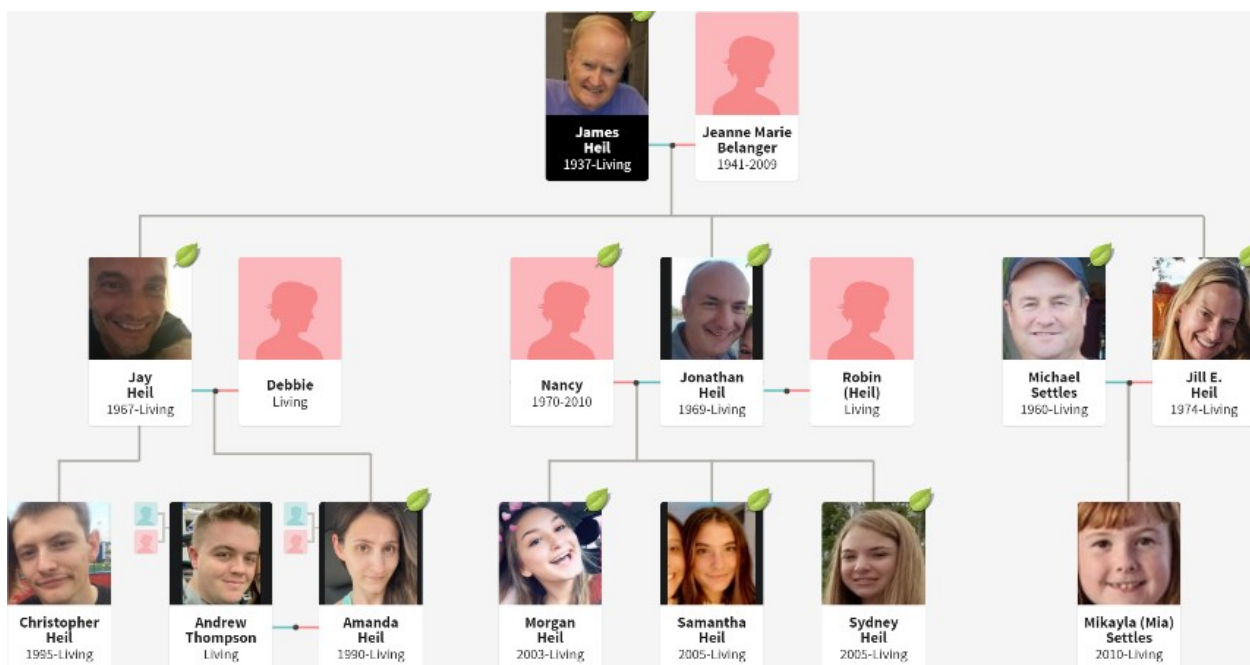 James
Heil
1937-Living
Jeanne Marie
Belanger
1941-2009
Jay
Heil
1967-Living
Debbie
Living
Nancy
1970-2010
Jonathan
Heil
1969-Living
Robin
(Heil)
Living
Michael
Settles
1960-Living
Jill E.
Heil
1974-Living
Christopher
Heil
1995-Living
Andrew
Thompson
Living
Amanda
Heil
1990-Living
Morgan
Heil
2003-Living
Samantha
Heil
2005-Living
Sydney
Heil
2005-Living
Mikayla (Mia)
Settles
2010-Living